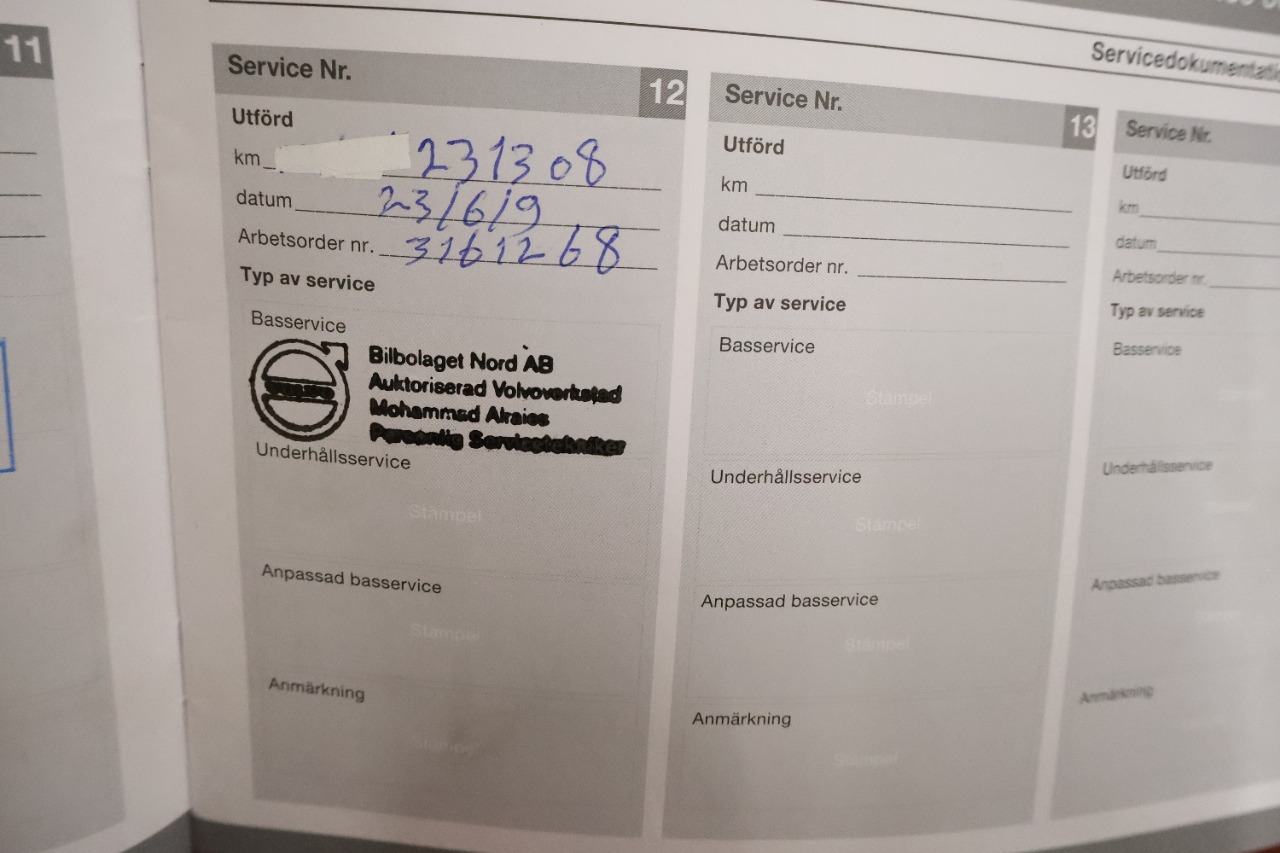 11
Servicedokumentati
Service Nr. 12
Utförd
km 231308
datum 23/6/9
Arbetsorder nr. 3161268
Typ av service
Basservice
Bilbolaget Nord AB
Auktoriserad Volvoverkstad
Mohammad Alraies
Personlig Servicetekniker
Underhållsservice
Stämpel
Anpassad basservice
Stämpel
Anmärkning
Stämpel
Service Nr. 13
Utförd
km
datum
Arbetsorder nr.
Typ av service
Basservice
Stämpel
Underhållsservice
Stämpel
Anpassad basservice
Stämpel
Anmärkning
Stämpel
Service Nr.
Utförd
km
datum
Arbetsorder nr.
Typ av service
Basservice
Underhållsservice
Anpassad basservice
Anmärkning